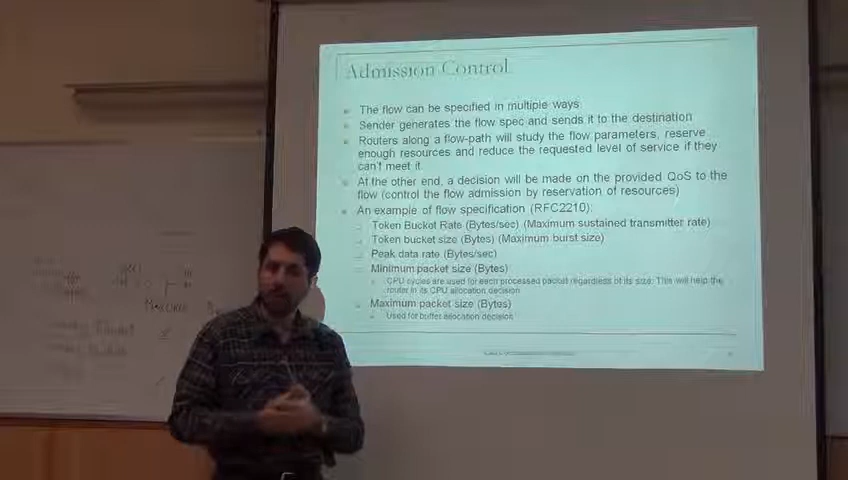 Admission Control
The flow can be specified in multiple ways
Sender generates the flow spec and sends it to the destination
Routers along a flow-path will study the flow parameters, reserve
enough resources and reduce the requested level of service if they
can't meet it.
At the other end, a decision will be made on the provided QoS to the
flow (control the flow admission by reservation of resources)
An example of flow specification (RFC2210):
Token Bucket Rate (Bytes/sec) (Maximum sustained transmitter rate)
Token bucket size (Bytes) (Maximum burst size)
Peak data rate (Bytes/sec)
Minimum packet size (Bytes)
CPU cycles are used for each processed packet regardless of its size. This will help the
router in its CPU allocation decision
Maximum packet size (Bytes)
Used for buffer allocation decision